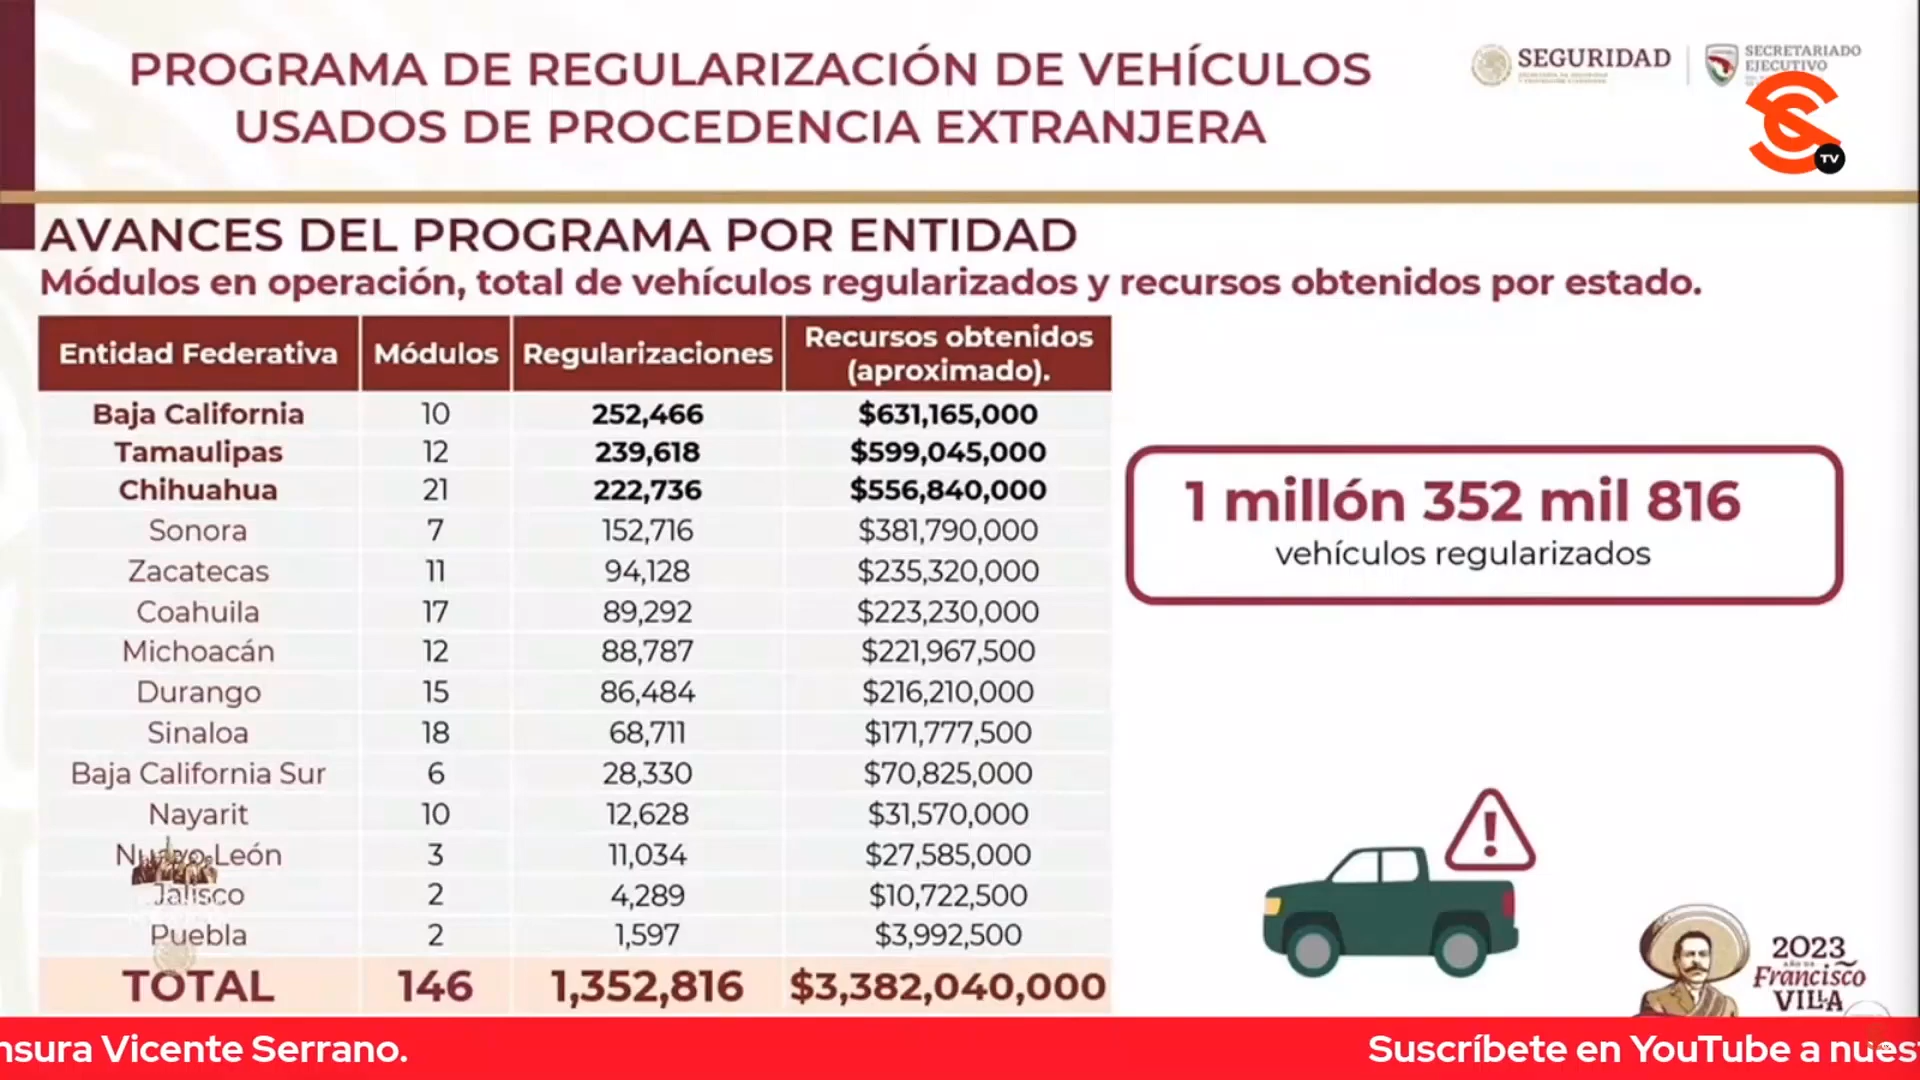 PROGRAMA DE REGULARIZACIÓN DE VEHÍCULOS
USADOS DE PROCEDENCIA EXTRANJERA
SEGURIDAD
SECRETARIADO
EJECUTIVO
TV
AVANCES DEL PROGRAMA POR ENTIDAD
Módulos en operación, total de vehículos regularizados y recursos obtenidos por estado.
Entidad Federativa Módulos Regularizaciones Recursos obtenidos (aproximado).
Baja California 10 252,466 $631,165,000
Tamaulipas 12 239,618 $599,045,000
Chihuahua 21 222,736 $556,840,000
Sonora 7 152,716 $381,790,000
Zacatecas 11 94,128 $235,320,000
Coahuila 17 89,292 $223,230,000
Michoacán 12 88,787 $221,967,500
Durango 15 86,484 $216,210,000
Sinaloa 18 68,711 $171,777,500
Baja California Sur 6 28,330 $70,825,000
Nayarit 10 12,628 $31,570,000
Nuevo León 3 11,034 $27,585,000
Jalisco 2 4,289 $10,722,500
Puebla 2 1,597 $3,992,500
TOTAL 146 1,352,816 $3,382,040,000
1 millón 352 mil 816
vehículos regularizados
2023
Francisco
VILLA
nsura Vicente Serrano.
Suscríbete en YouTube a nues